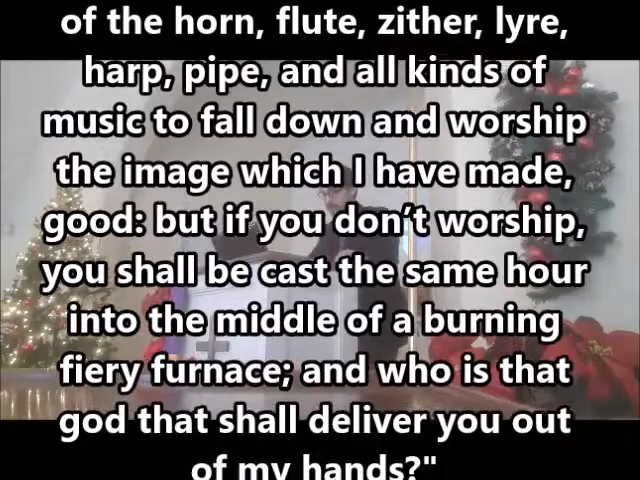 of the horn, flute, zither, lyre,
harp, pipe, and all kinds of
music to fall down and worship
the image which I have made,
good: but if you don’t worship,
you shall be cast the same hour
into the middle of a burning
fiery furnace; and who is that
god that shall deliver you out
of my hands?"